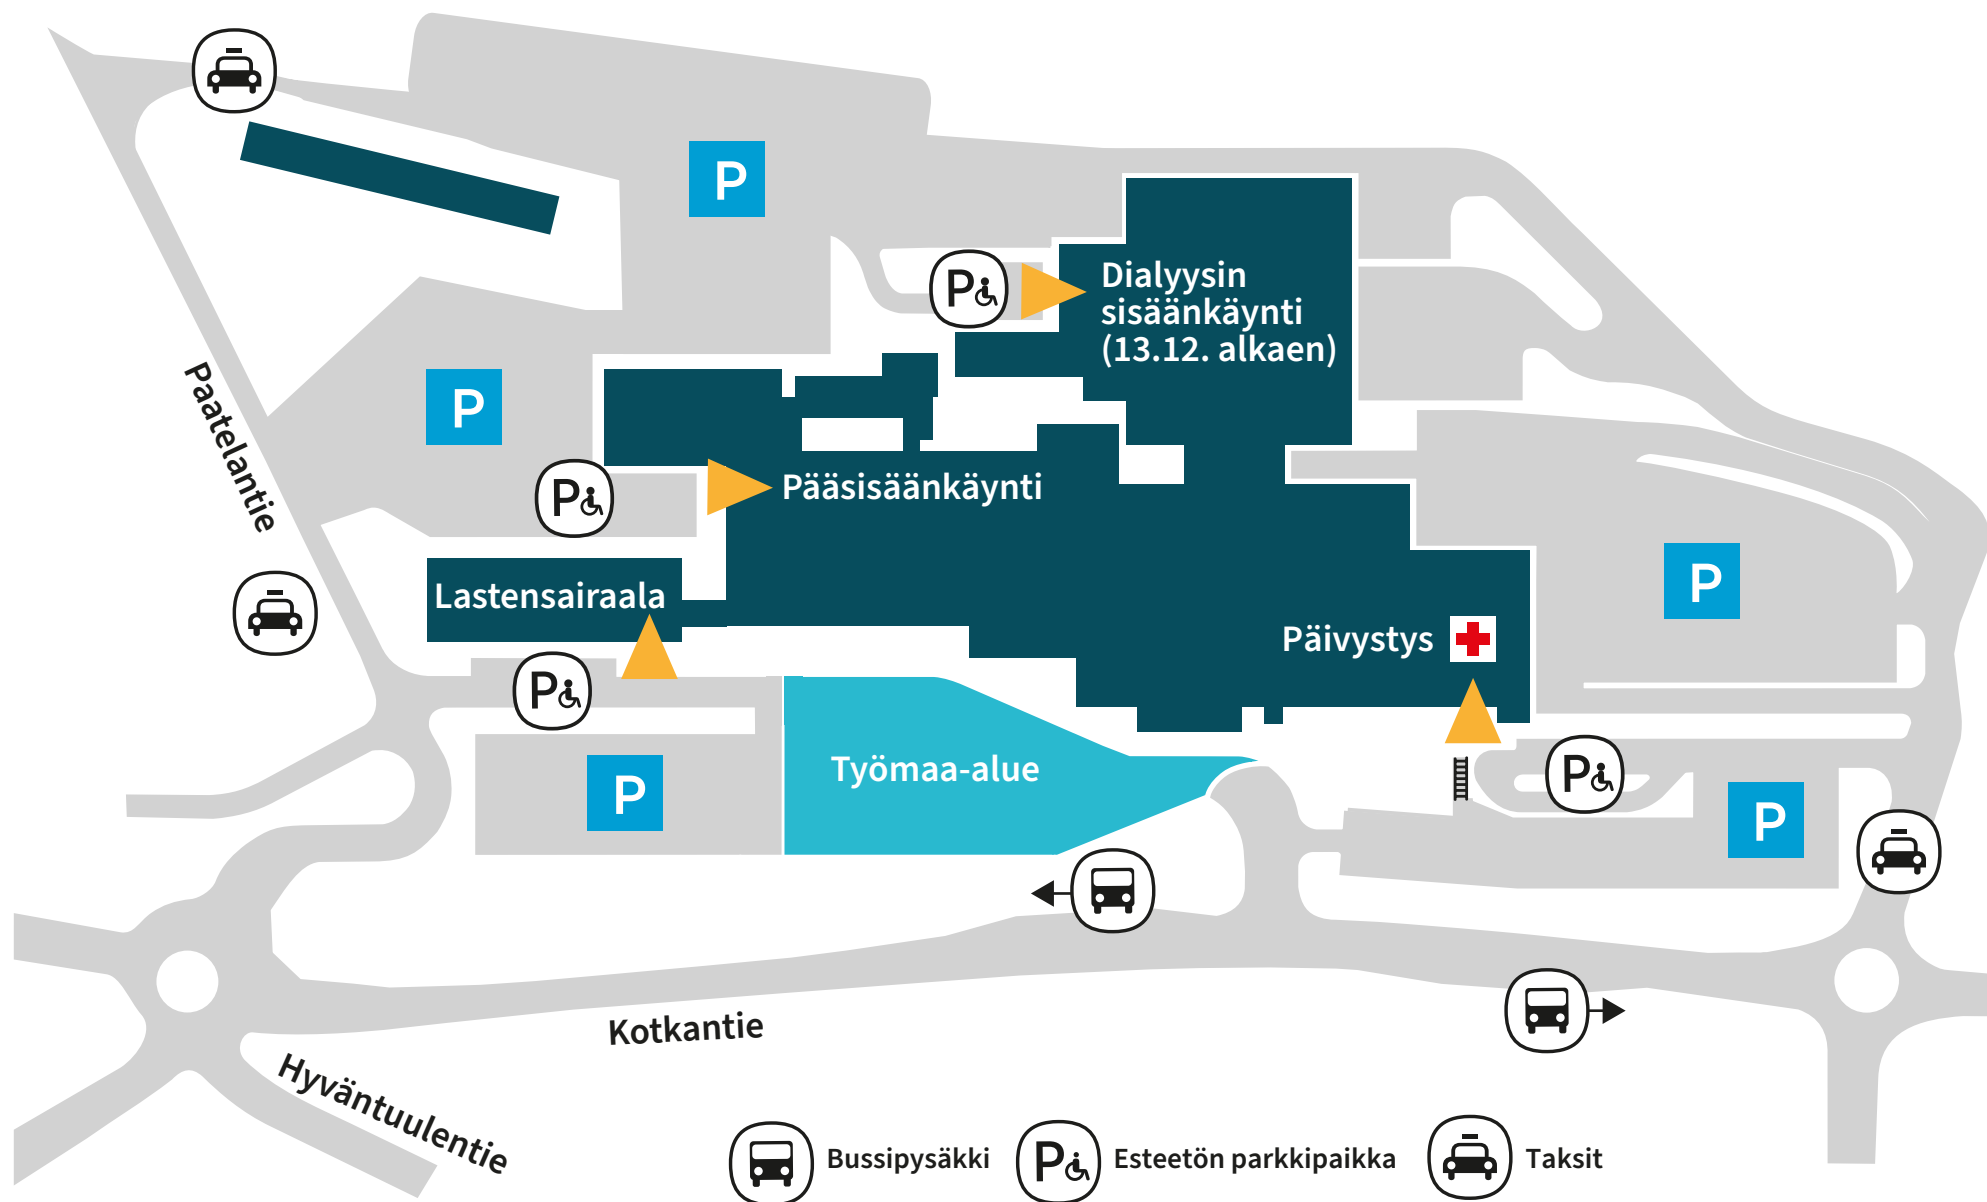 P
Dialyysin
sisäänkäynti
(13.12. alkaen)
P
P
Paatelantie
Pääsisäänkäynti
P
P
Lastensairaala
Päivystys
P
Työmaa-alue
P
P
P
Kotkantie
Hyväntuulentie
Bussipysäkki
P
Esteetön parkkipaikka
Taksit